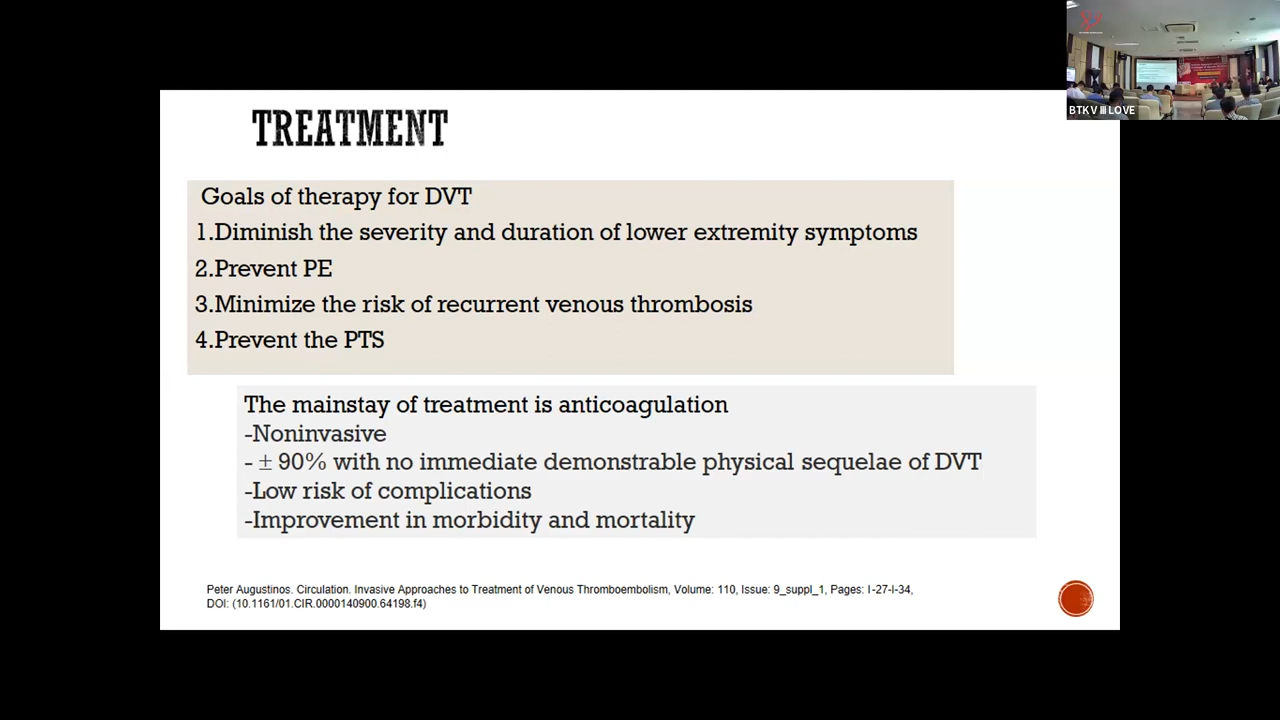 TREATMENT
Goals of therapy for DVT
1.Diminish the severity and duration of lower extremity symptoms
2.Prevent PE
3.Minimize the risk of recurrent venous thrombosis
4.Prevent the PTS
The mainstay of treatment is anticoagulation
-Noninvasive
- ± 90% with no immediate demonstrable physical sequelae of DVT
-Low risk of complications
-Improvement in morbidity and mortality
Peter Augustinos. Circulation. Invasive Approaches to Treatment of Venous Thromboembolism, Volume: 110, Issue: 9_suppl_1, Pages: I-27-I-34,
DOI: (10.1161/01.CIR.0000140900.64198.f4)
BTKV III LOVE